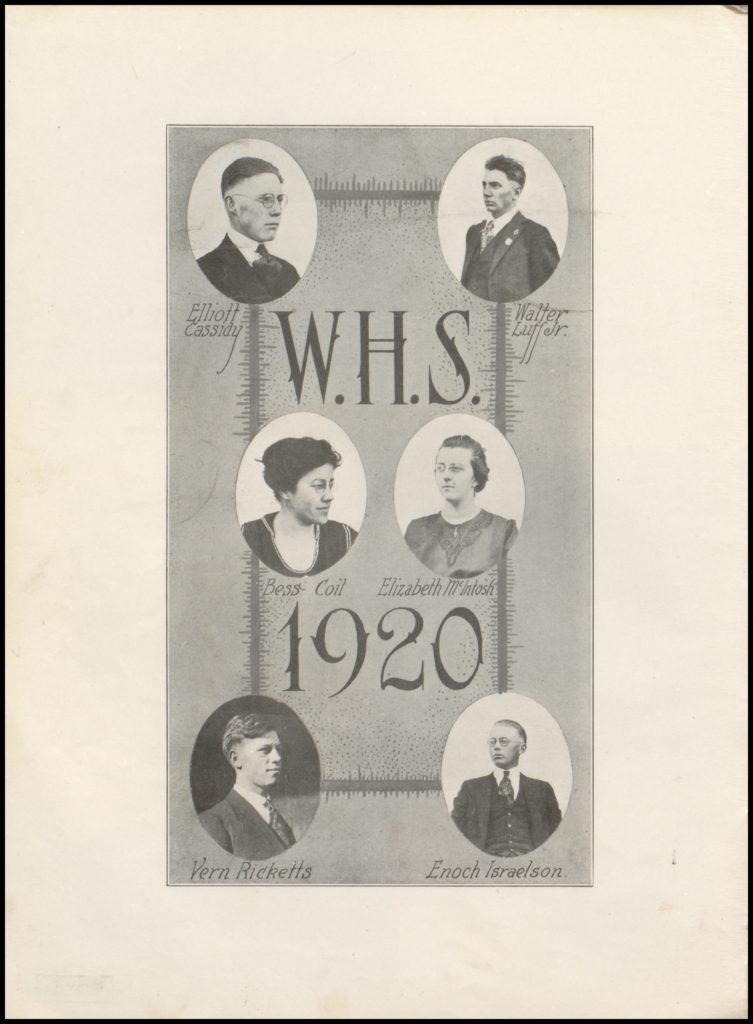 Elliott
Cassidy
Walter
Luff Jr.
W.H.S.
Bess Coil
Elizabeth McIntosh
1920
Vern Ricketts
Enoch Israelson.